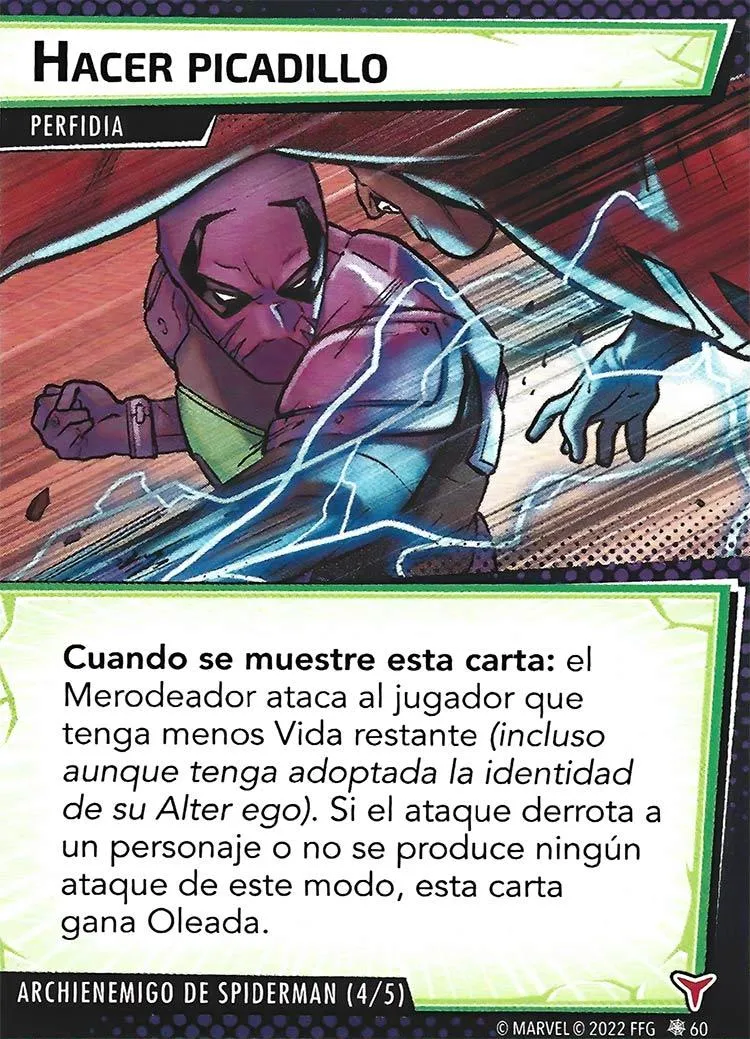 HACER PICADILLO
PERFIDIA
Cuando se muestre esta carta: el
Merodeador ataca al jugador que
tenga menos Vida restante (incluso
aunque tenga adoptada la identidad
de su Alter ego). Si el ataque derrota a
un personaje o no se produce ningún
ataque de este modo, esta carta
gana Oleada.
ARCHIENEMIGO DE SPIDERMAN (4/5)
© MARVEL © 2022 FFG 60